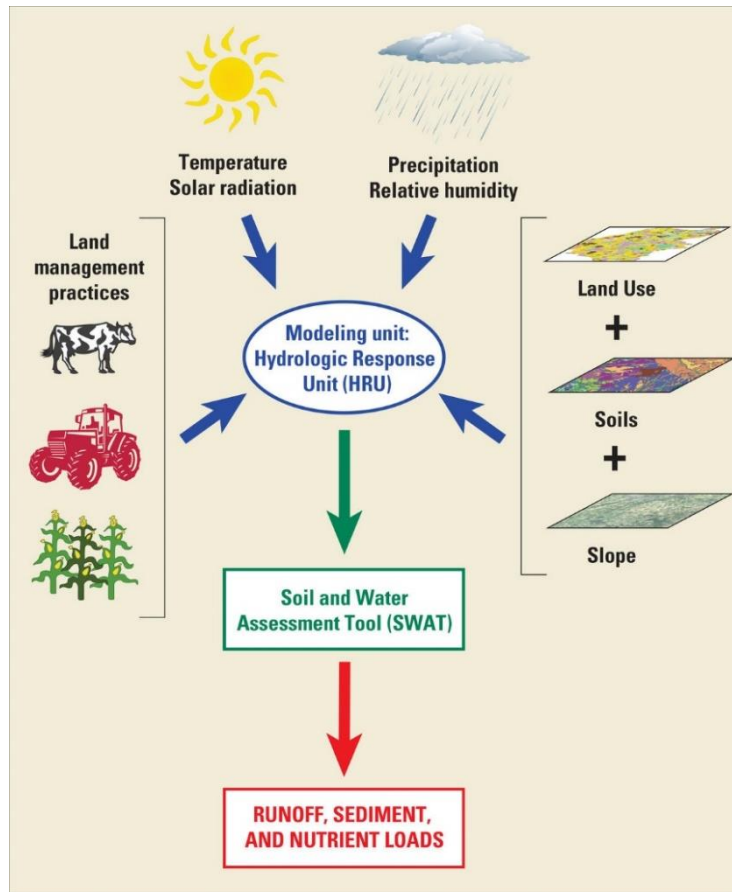 Temperature
Solar radiation
Precipitation
Relative humidity
Land
management
practices
Modeling unit:
Hydrologic Response
Unit (HRU)
Land Use
+
Soils
+
Slope
Soil and Water
Assessment Tool (SWAT)
RUNOFF, SEDIMENT,
AND NUTRIENT LOADS